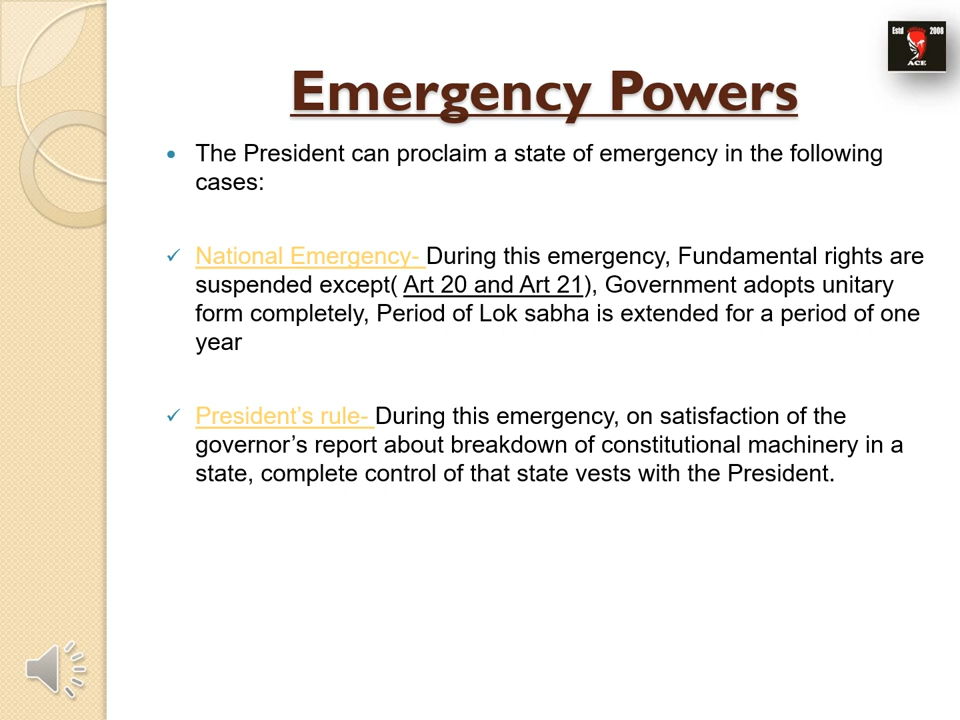 Estd 2008
ACE
Emergency Powers
• The President can proclaim a state of emergency in the following
cases:
✓ National Emergency- During this emergency, Fundamental rights are
suspended except( Art 20 and Art 21), Government adopts unitary
form completely, Period of Lok sabha is extended for a period of one
year
✓ President’s rule- During this emergency, on satisfaction of the
governor’s report about breakdown of constitutional machinery in a
state, complete control of that state vests with the President.